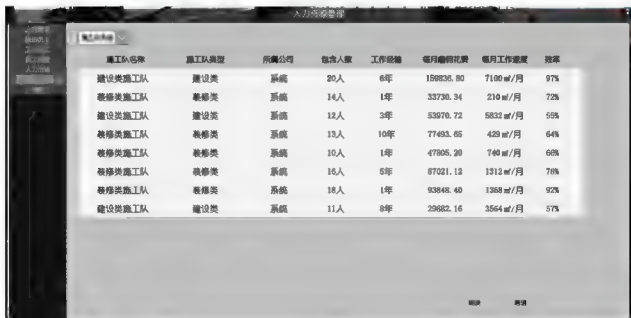 人力资源管理
施工队名称 施工队类型 所属公司 包含人数 工作经验 每月雇佣花费 每月工作速度 效率
建设类施工队 建设类 系统 20人 6年 159836.80 7100㎡/月 97%
装修类施工队 装修类 系统 14人 1年 33730.34 210㎡/月 72%
建设类施工队 建设类 系统 12人 3年 53970.72 5832㎡/月 55%
装修类施工队 装修类 系统 13人 10年 77493.65 429㎡/月 64%
装修类施工队 装修类 系统 10人 1年 47805.20 740㎡/月 66%
装修类施工队 装修类 系统 16人 5年 87021.12 1312㎡/月 76%
装修类施工队 装修类 系统 18人 1年 93848.40 1368㎡/月 92%
建设类施工队 建设类 系统 11人 8年 29682.16 3564㎡/月 57%